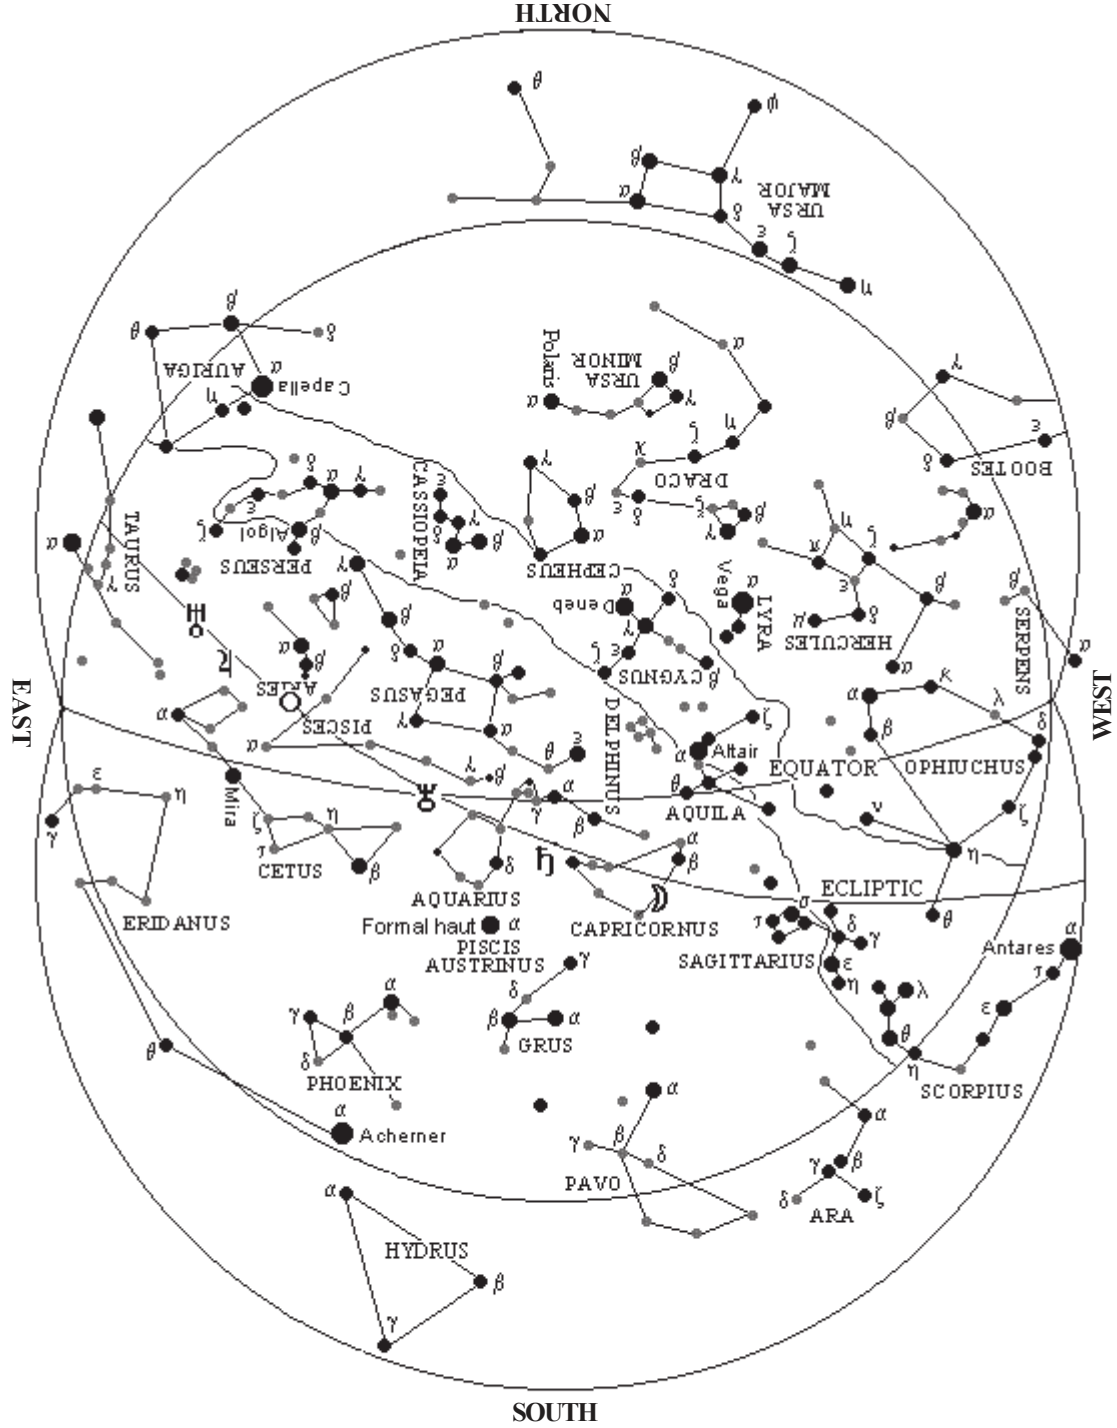 NORTH
θ
φ
β
γ
α
δ
URSA
MAJOR
ε
ζ
η
θ
β
δ
AURIGA
α
Capella
η
Polaris
α
URSA
MINOR
β
γ
α
η
ζ
DRACO
χ
ε
δ
ξ
β
γ
γ
β
δ
ε
BOOTES
TAURUS
α
γ
δ
α
γ
ε
ζ
Algol
β
PERSEUS
CASSIOPEIA
ε
δ
γ
α
β
γ
β
α
CEPHEUS
η
π
ζ
β
δ
μ
HERCULES
α
α
β
SERPENS
α
α
Deneb
δ
γ
ε
ζ
β
CYGNUS
Vega
α
LYRA
γ
β
δ
α
β
γ
α
PEGASUS
θ
ε
β
α
β
ARIES
PISCES
α
γ
β
DELPHINUS
ζ
α
Altair
θ
AQUILA
EQUATOR
α
κ
λ
β
δ
OPHIUCHUS
ν
ζ
η
θ
EAST
WEST
α
Mira
ζ
τ
η
CETUS
β
γ
ε
η
ERIDANUS
θ
γ
α
β
δ
AQUARIUS
Formal haut
α
PISCIS
AUSTRINUS
α
β
CAPRICORNUS
ECLIPTIC
σ
τ
δ
γ
SAGITTARIUS
ε
η
Antares
α
τ
ε
λ
θ
η
SCORPIUS
γ
δ
β
α
GRUS
α
γ
β
δ
PHOENIX
α
Acherner
α
γ
β
δ
PAVO
α
β
γ
δ
ζ
ARA
α
HYDRUS
β
γ
SOUTH